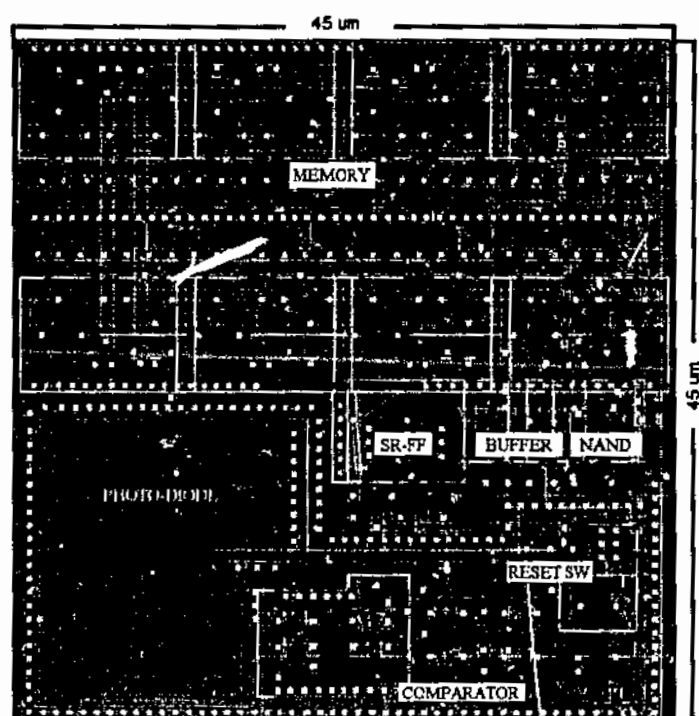 45 um
MEMORY
45 um
SR-FF
BUFFER
NAND
PHOTO-DIODE
RESET SW
COMPARATOR